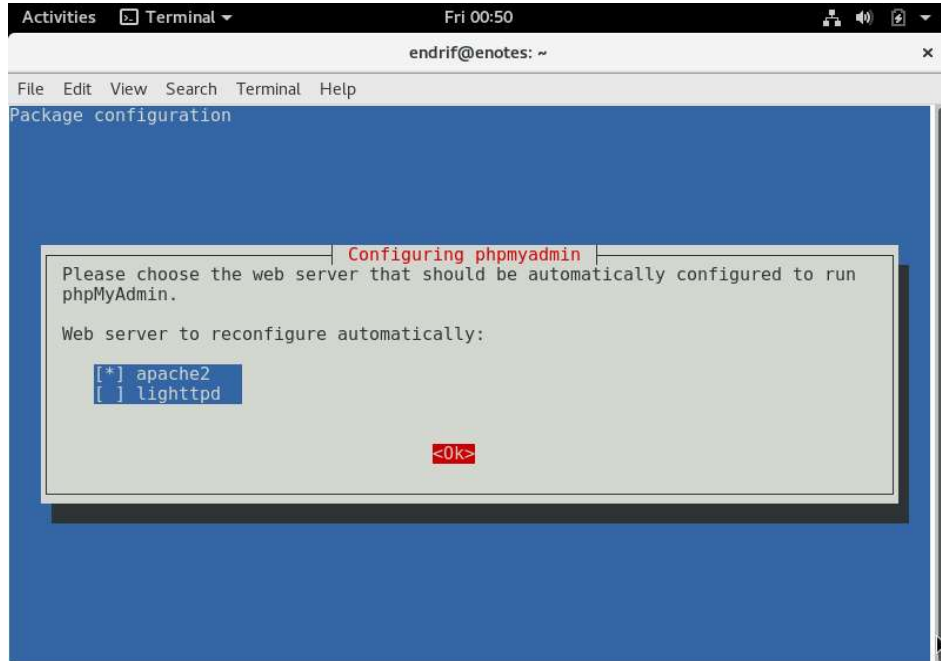 Activities Terminal Fri 00:50
endrif@enotes: ~ ×
File Edit View Search Terminal Help
Package configuration
Configuring phpmyadmin
Please choose the web server that should be automatically configured to run
phpMyAdmin.
Web server to reconfigure automatically:
[*] apache2
[ ] lighttpd
<Ok>